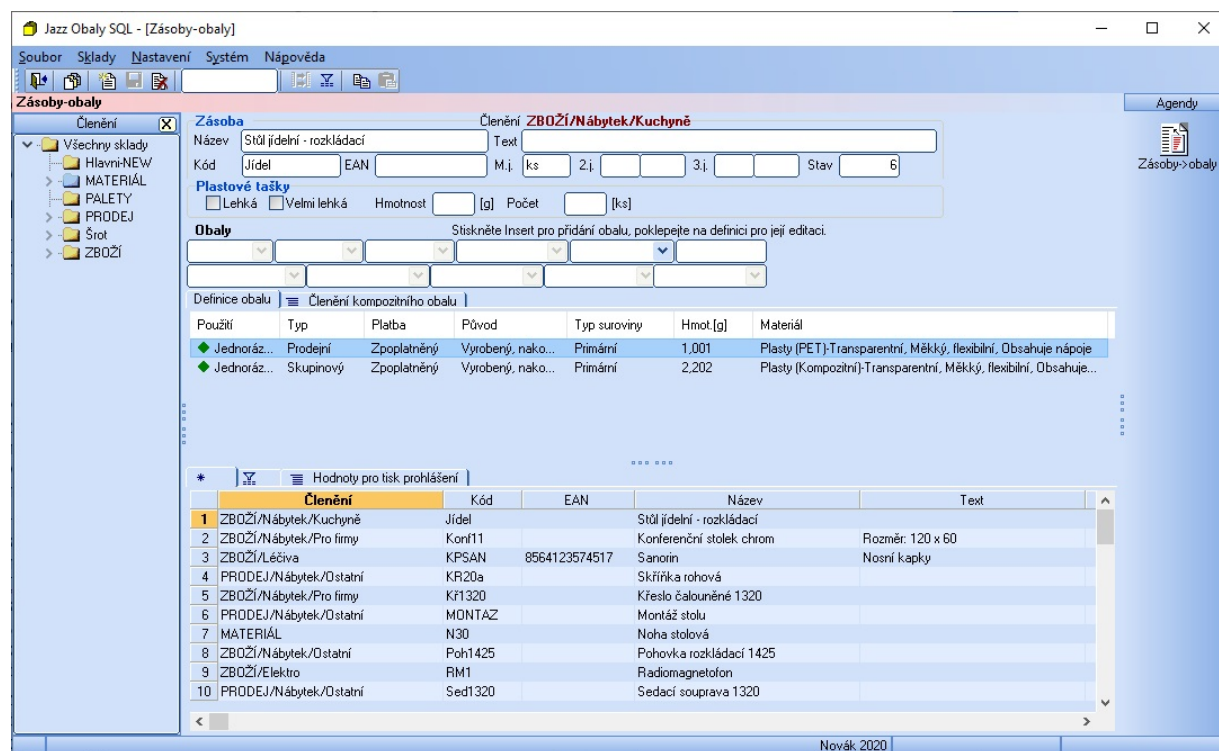 Jazz Obaly SQL - [Zásoby-obaly]
Soubor Sklady Nastavení Systém Nápověda
Zásoby-obaly
Agendy
Zásoby->obaly
Členění
Všechny sklady
Hlavni-NEW
MATERIÁL
PALETY
PRODEJ
Šrot
ZBOŽÍ
Zásoba Členění ZBOŽÍ/Nábytek/Kuchyně
Název Stůl jídelní - rozkládací Text
Kód Jídel EAN M.j. ks 2.j. 3.j. Stav 6
Plastové tašky
Lehká Velmi lehká Hmotnost [g] Počet [ks]
Obaly Stiskněte Insert pro přidání obalu, poklepejte na definici pro její editaci.
Definice obalu Členění kompozitního obalu
Použití Typ Platba Původ Typ suroviny Hmot.[g] Materiál
Jednoráz... Prodejní Zpoplatněný Vyrobený, nako... Primární 1,001 Plasty (PET)-Transparentní, Měkký, flexibilní, Obsahuje nápoje
Jednoráz... Skupinový Zpoplatněný Vyrobený, nako... Primární 2,202 Plasty (Kompozitní)-Transparentní, Měkký, flexibilní, Obsahuje...
* Hodnoty pro tisk prohlášení
Členění Kód EAN Název Text
1 ZBOŽÍ/Nábytek/Kuchyně Jídel Stůl jídelní - rozkládací
2 ZBOŽÍ/Nábytek/Pro firmy Konf11 Konferenční stolek chrom Rozměr: 120 x 60
3 ZBOŽÍ/Léčiva KPSAN 8564123574517 Sanorin Nosní kapky
4 PRODEJ/Nábytek/Ostatní KR20a Skříňka rohová
5 ZBOŽÍ/Nábytek/Pro firmy Kř1320 Křeslo čalouněné 1320
6 PRODEJ/Nábytek/Ostatní MONTAZ Montáž stolu
7 MATERIÁL N30 Noha stolová
8 ZBOŽÍ/Nábytek/Ostatní Poh1425 Pohovka rozkládací 1425
9 ZBOŽÍ/Elektro RM1 Radiomagnetofon
10 PRODEJ/Nábytek/Ostatní Sed1320 Sedací souprava 1320
Novák 2020